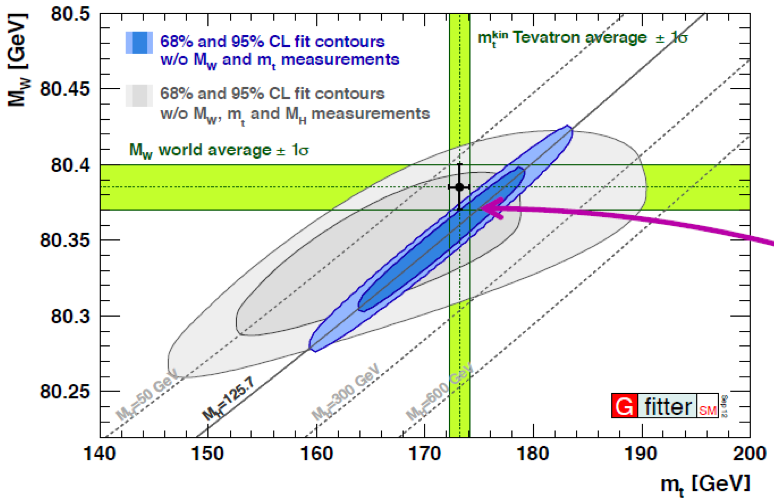 80.5
M_W [GeV]
80.45
80.4
80.35
80.3
80.25
68% and 95% CL fit contours
w/o M_W and m_t measurements
68% and 95% CL fit contours
w/o M_W, m_t and M_H measurements
m_t^kin Tevatron average ± 1σ
M_W world average ± 1σ
M_H=50 GeV
M_H=125.7
M_H=300 GeV
M_H=600 GeV
G fitter SM
Sep 12
140 150 160 170 180 190 200
m_t [GeV]